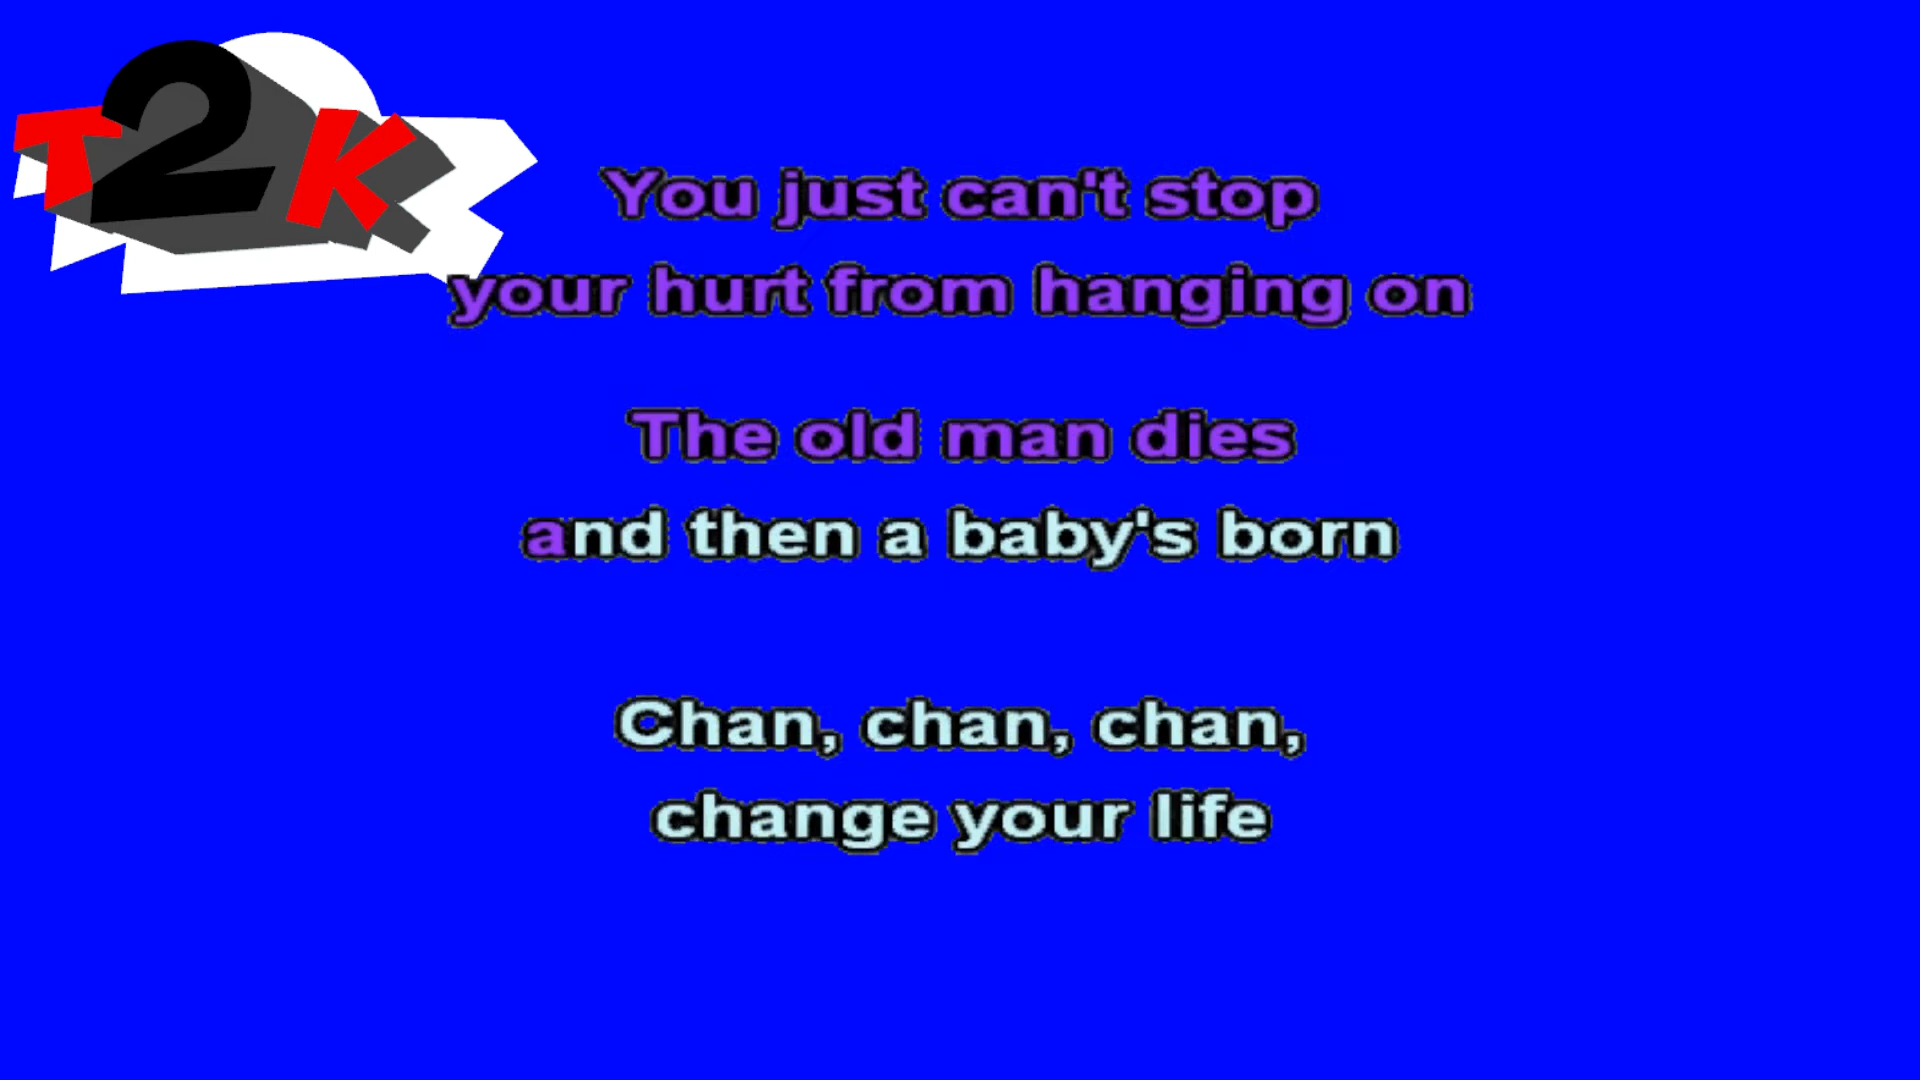 T2K
You just can't stop
your hurt from hanging on
The old man dies
and then a baby's born
Chan, chan, chan,
change your life